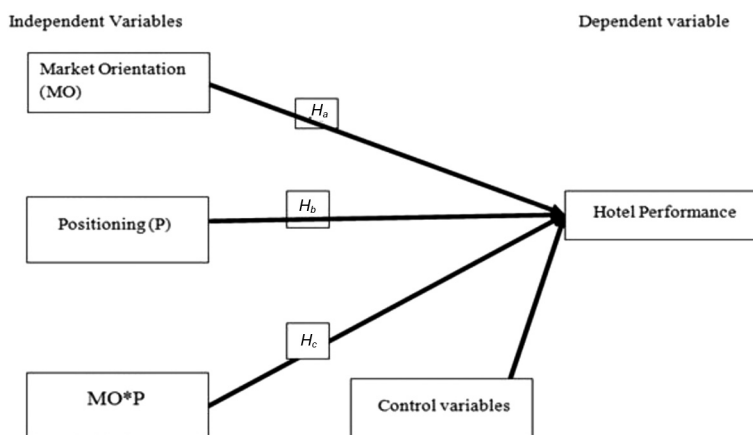 Independent Variables
Dependent variable
Market Orientation
(MO)
Ha
Positioning (P)
Hb
Hotel Performance
Hc
MO*P
Control variables